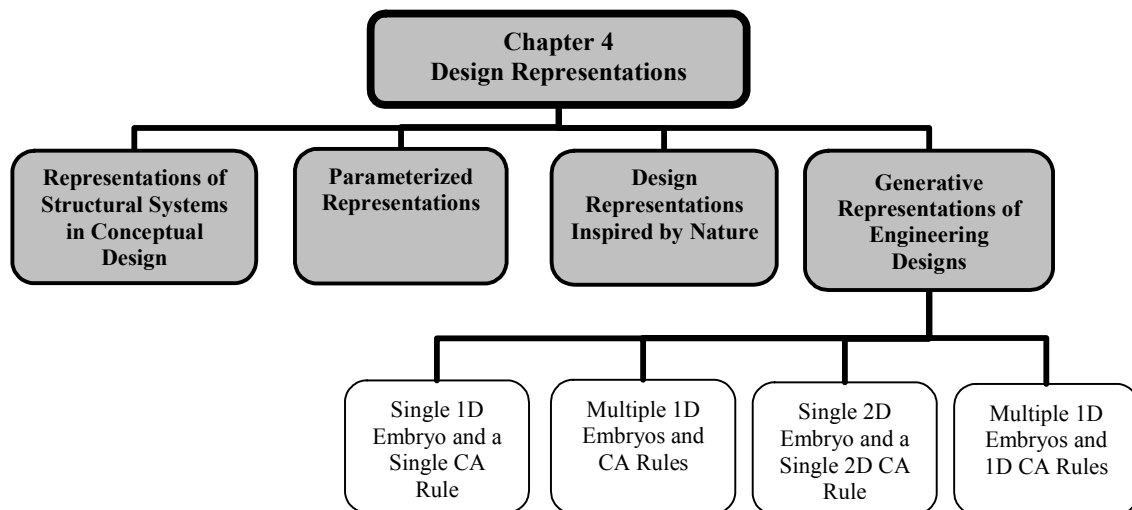 Chapter 4
Design Representations
Representations of
Structural Systems
in Conceptual
Design
Parameterized
Representations
Design
Representations
Inspired by Nature
Generative
Representations of
Engineering
Designs
Single 1D
Embryo and a
Single CA
Rule
Multiple 1D
Embryos and
CA Rules
Single 2D
Embryo and a
Single 2D CA
Rule
Multiple 1D
Embryos and
1D CA Rules